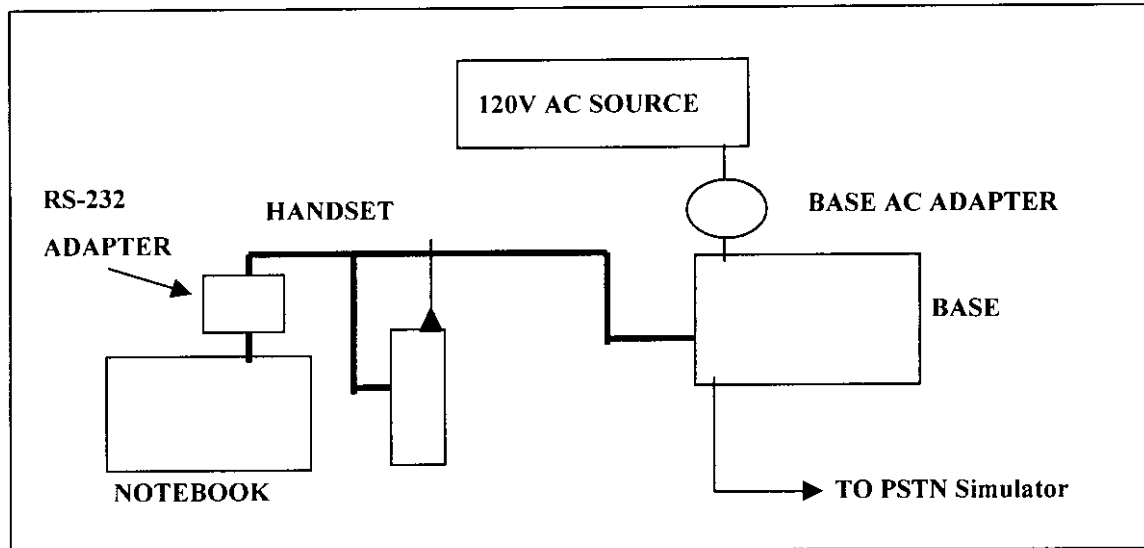 120V AC SOURCE
RS-232
ADAPTER
HANDSET
BASE AC ADAPTER
BASE
NOTEBOOK
TO PSTN Simulator